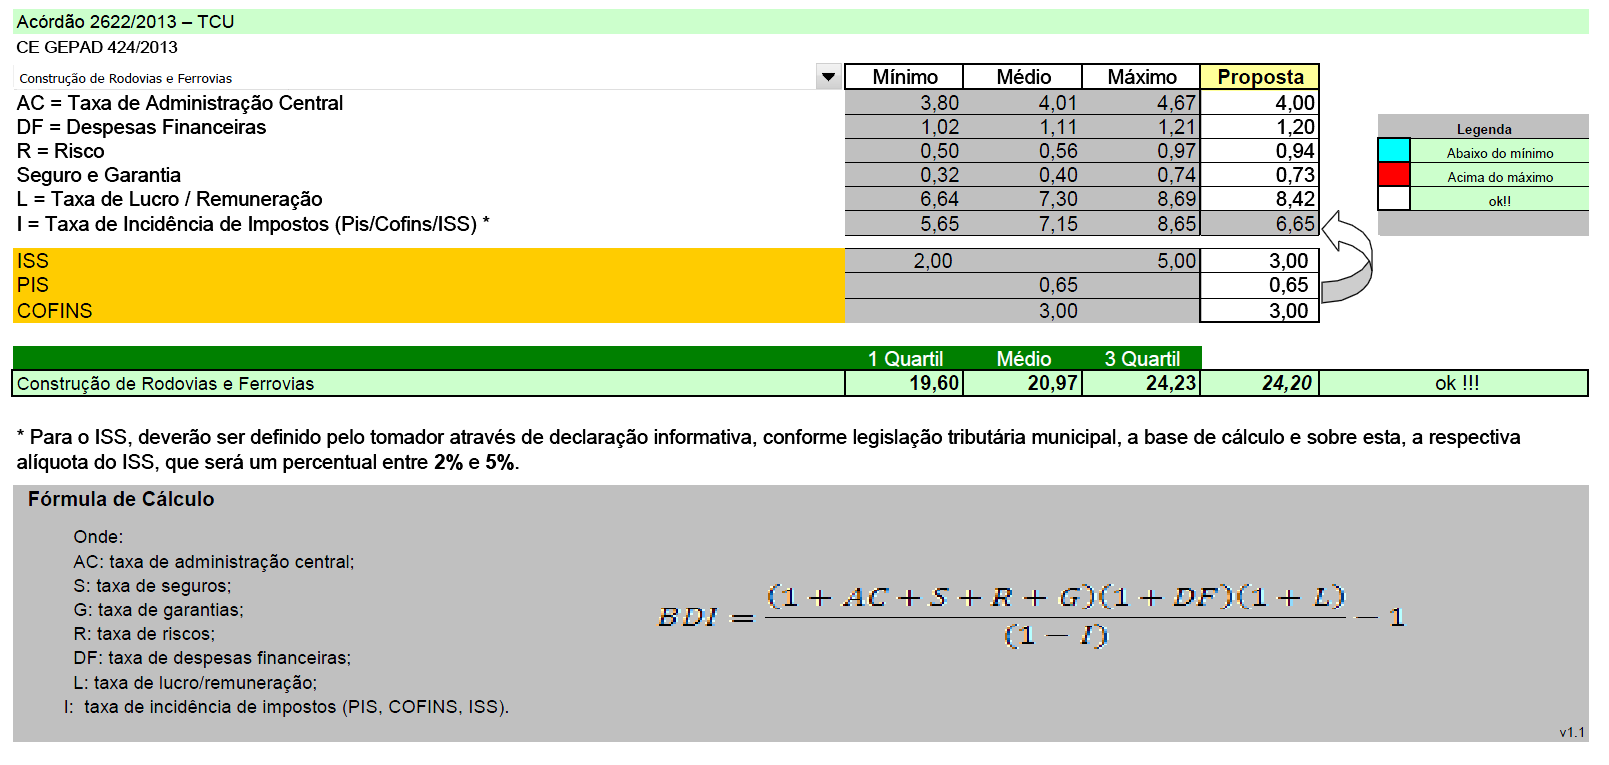 Acórdão 2622/2013 – TCU
CE GEPAD 424/2013
Construção de Rodovias e Ferrovias Mínimo Médio Máximo Proposta
AC = Taxa de Administração Central 3,80 4,01 4,67 4,00
DF = Despesas Financeiras 1,02 1,11 1,21 1,20
R = Risco 0,50 0,56 0,97 0,94
Seguro e Garantia 0,32 0,40 0,74 0,73
L = Taxa de Lucro / Remuneração 6,64 7,30 8,69 8,42
I = Taxa de Incidência de Impostos (Pis/Cofins/ISS) * 5,65 7,15 8,65 6,65
Legenda
Abaixo do mínimo
Acima do máximo
ok!!
ISS 2,00 5,00 3,00
PIS 0,65 0,65
COFINS 3,00 3,00
1 Quartil Médio 3 Quartil
Construção de Rodovias e Ferrovias 19,60 20,97 24,23 24,20 ok !!!
* Para o ISS, deverão ser definido pelo tomador através de declaração informativa, conforme legislação tributária municipal, a base de cálculo e sobre esta, a respectiva
alíquota do ISS, que será um percentual entre 2% e 5%.
Fórmula de Cálculo
Onde:
AC: taxa de administração central;
S: taxa de seguros;
G: taxa de garantias;
R: taxa de riscos;
DF: taxa de despesas financeiras;
L: taxa de lucro/remuneração;
I: taxa de incidência de impostos (PIS, COFINS, ISS).
BDI = (1 + AC + S + R + G)(1 + DF)(1 + L) / (1 − I) − 1
v1.1